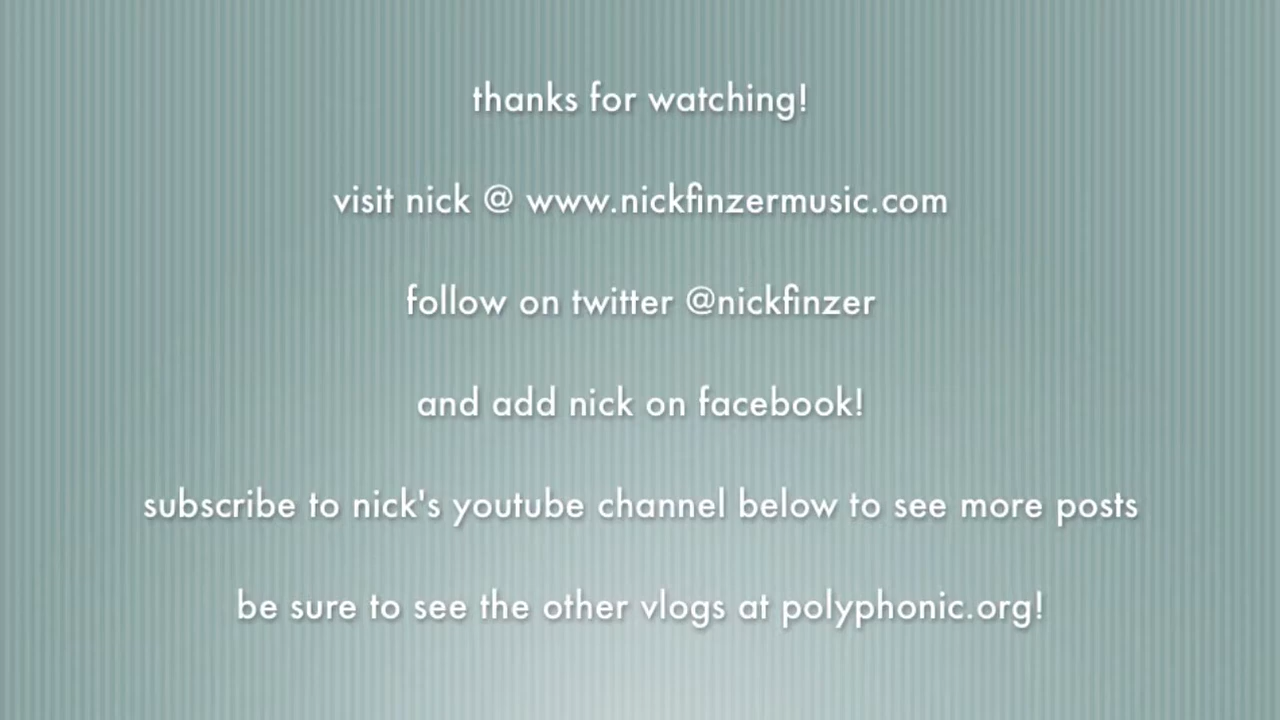 thanks for watching!
visit nick @ www.nickfinzermusic.com
follow on twitter @nickfinzer
and add nick on facebook!
subscribe to nick's youtube channel below to see more posts
be sure to see the other vlogs at polyphonic.org!